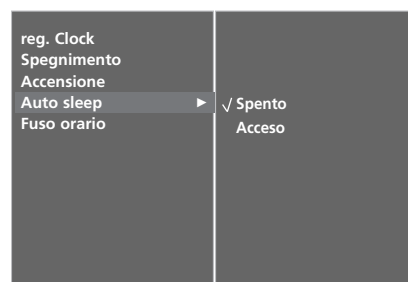 reg. Clock
Spegnimento
Accensione
Auto sleep ►
Fuso orario
√ Spento
Acceso